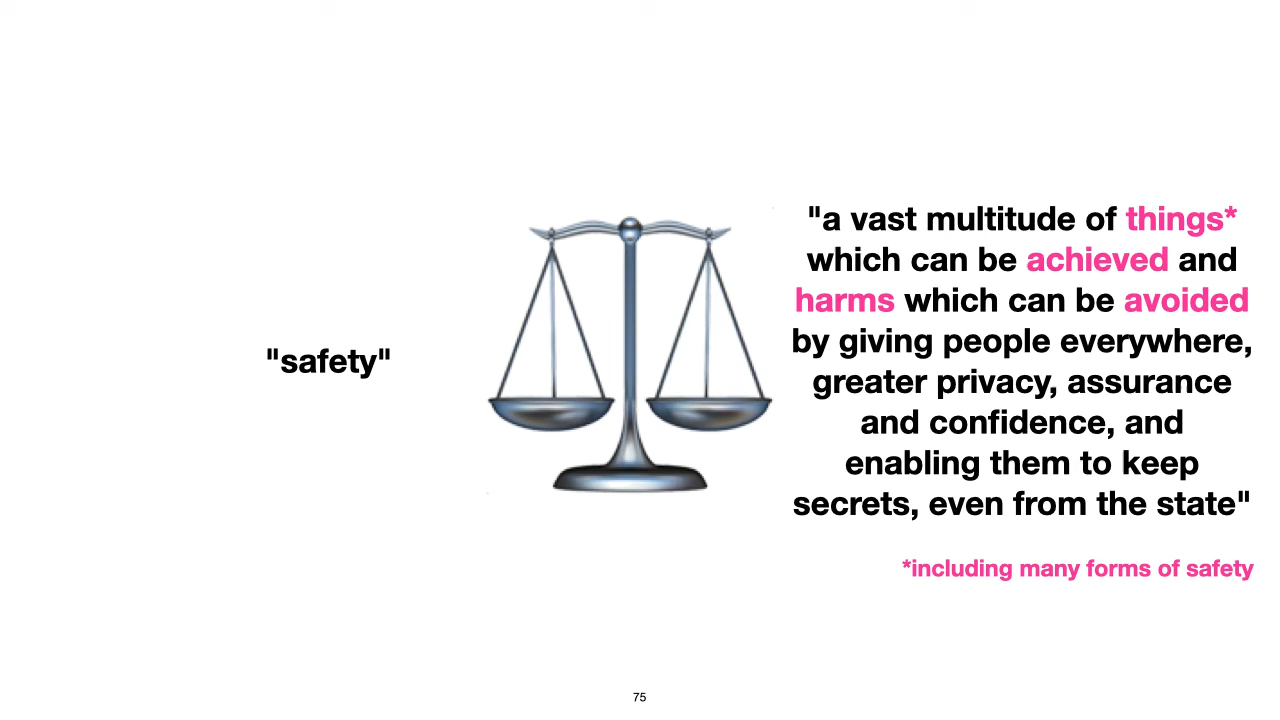 "safety"
"a vast multitude of things*
which can be achieved and
harms which can be avoided
by giving people everywhere,
greater privacy, assurance
and confidence, and
enabling them to keep
secrets, even from the state"
*including many forms of safety
75